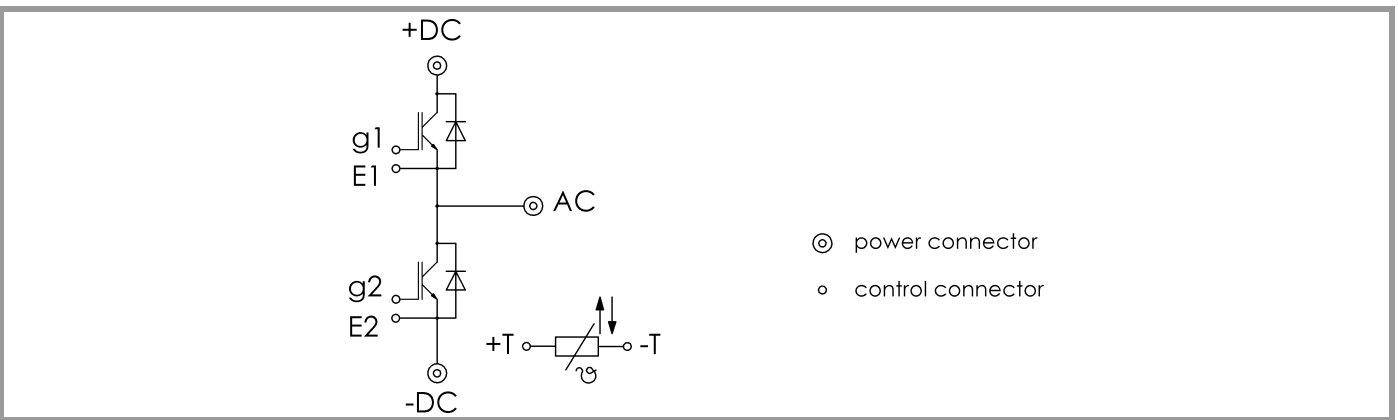 +DC
g1
E1
AC
power connector
g2
control connector
E2
+T
-T
ϑ
-DC